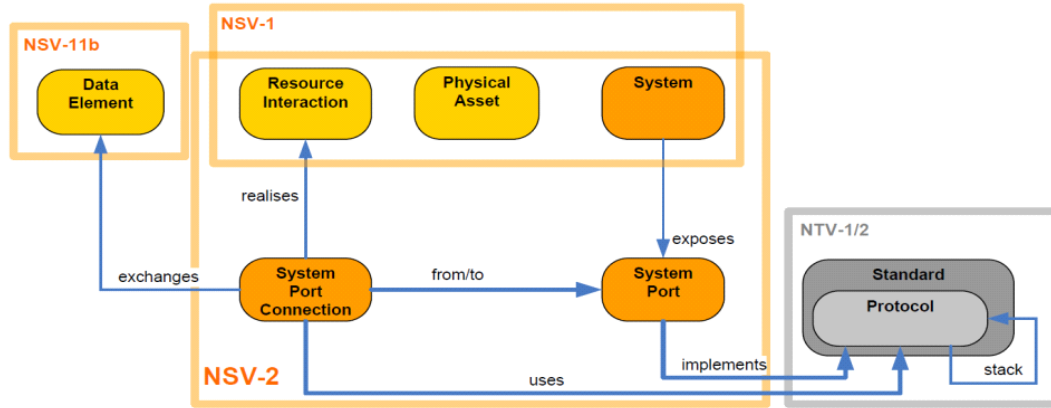 NSV-1
NSV-11b
Data
Element
Resource
Interaction
Physical
Asset
System
realises
exposes
NTV-1/2
exchanges
System
Port
Connection
from/to
System
Port
Standard
Protocol
NSV-2
uses
implements
stack